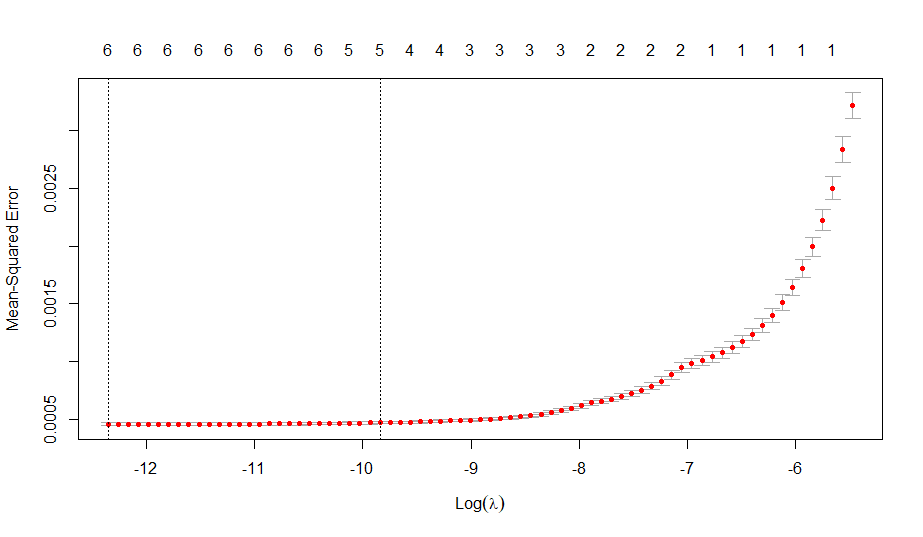 6 6 6 6 6 6 6 6 5 5 4 4 3 3 3 3 2 2 2 2 1 1 1 1 1
Mean-Squared Error
0.0025
0.0015
0.0005
-12 -11 -10 -9 -8 -7 -6
Log(λ)